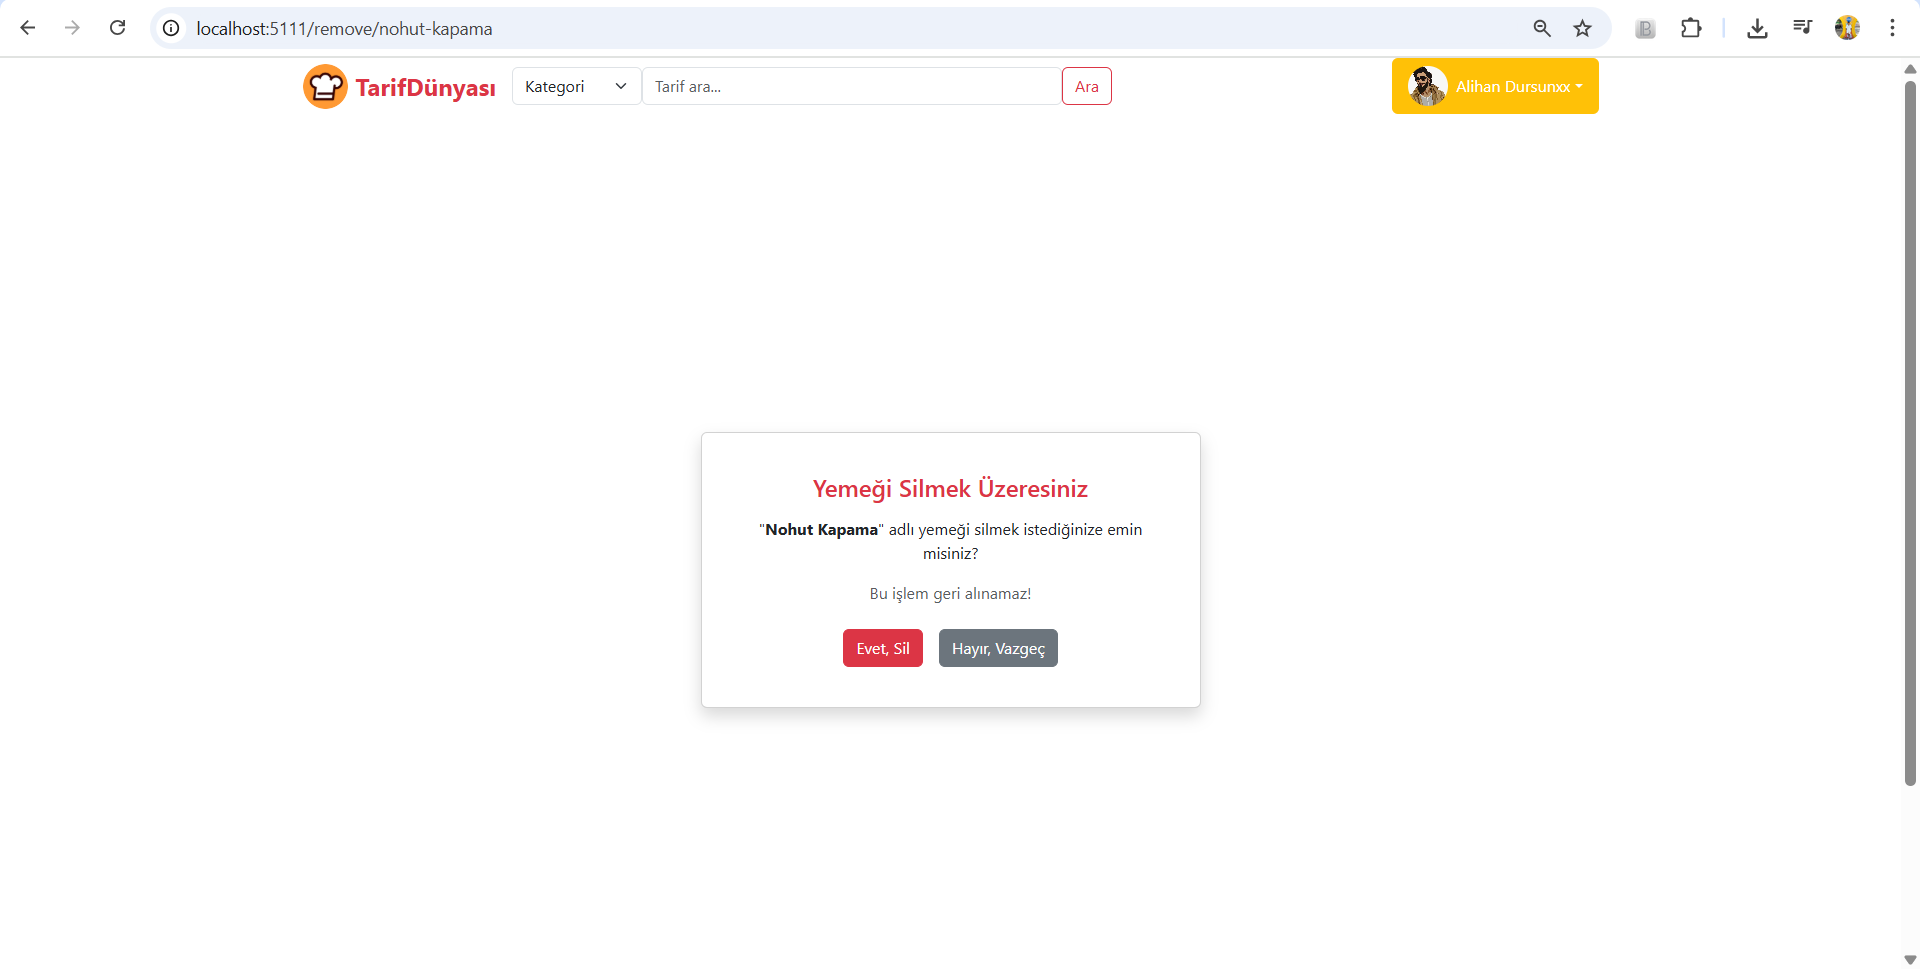 localhost:5111/remove/nohut-kapama
TarifDünyası
Kategori
Tarif ara...
Ara
Alihan Dursunxx
Yemeği Silmek Üzeresiniz
"Nohut Kapama" adlı yemeği silmek istediğinize emin
misiniz?
Bu işlem geri alınamaz!
Evet, Sil
Hayır, Vazgeç